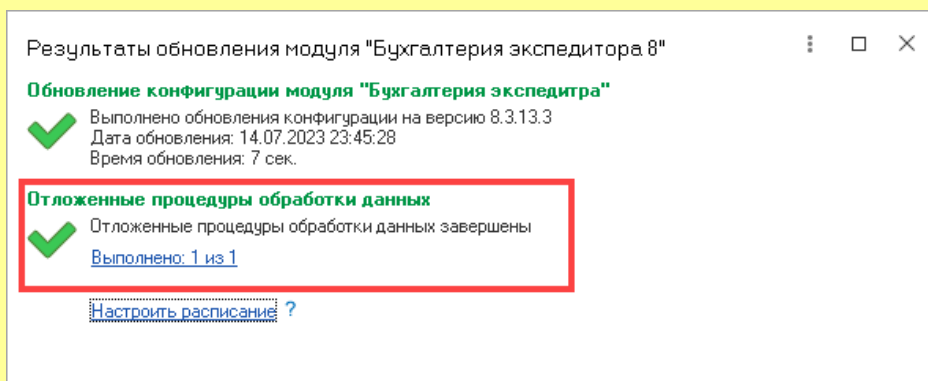 Результаты обновления модуля "Бухгалтерия экспедитора 8"
Обновление конфигурации модуля "Бухгалтерия экспедитра"
Выполнено обновления конфигурации на версию 8.3.13.3
Дата обновления: 14.07.2023 23:45:28
Время обновления: 7 сек.
Отложенные процедуры обработки данных
Отложенные процедуры обработки данных завершены
Выполнено: 1 из 1
Настроить расписание ?